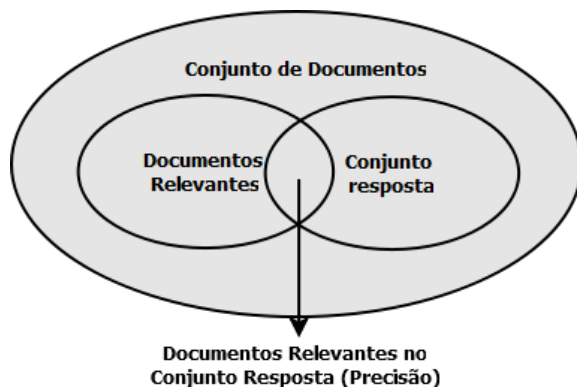 Conjunto de Documentos
Documentos
Relevantes
Conjunto
resposta
Documentos Relevantes no
Conjunto Resposta (Precisão)